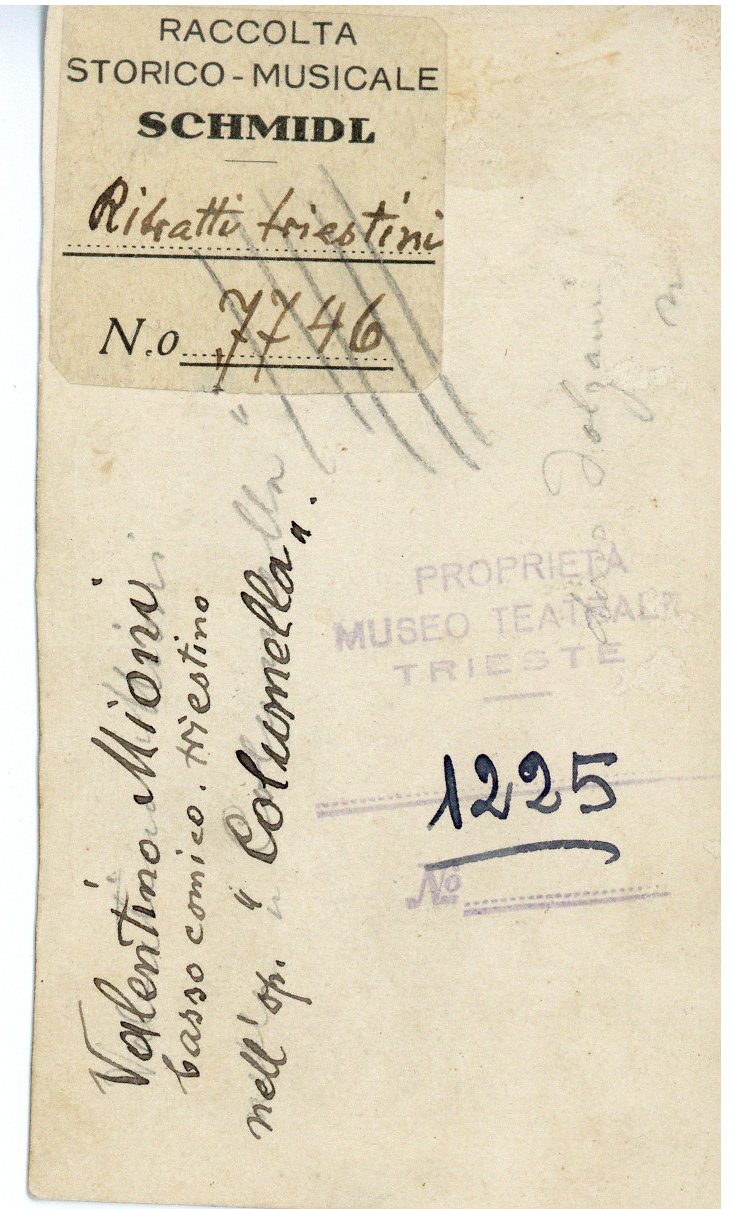 RACCOLTA
STORICO-MUSICALE
SCHMIDL
Ritratti triestini
N.o 7746
Valentino Mioni
basso comico. triestino
nell' op. "Columella".
PROPRIETÀ
MUSEO TEATRALE
TRIESTE
1225
No